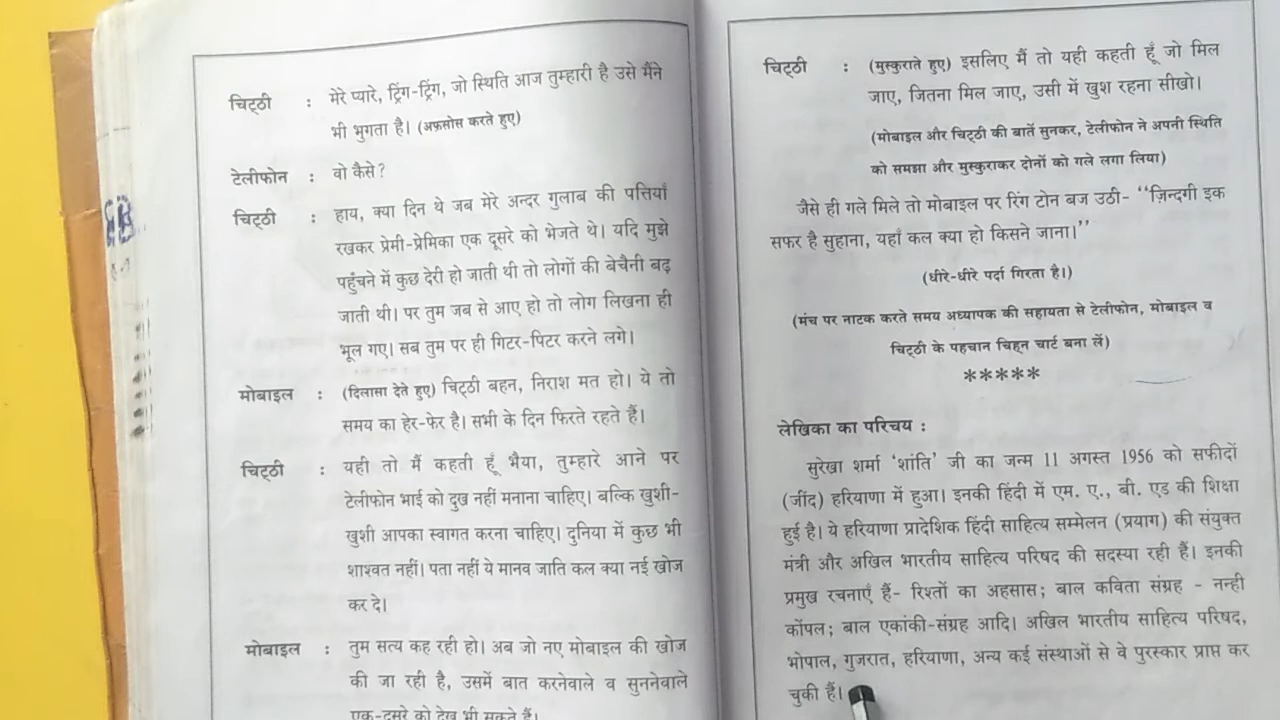 चिट्ठी : मेरे प्यारे, ट्रिंग-ट्रिंग, जो स्थिति आज तुम्हारी है उसे मैंने
भी भुगता है। (अफ़सोस करते हुए)
टेलीफोन : वो कैसे?
चिट्ठी : हाय, क्या दिन थे जब मेरे अन्दर गुलाब की पत्तियाँ
रखकर प्रेमी-प्रेमिका एक दूसरे को भेजते थे। यदि मुझे
पहुँचने में कुछ देरी हो जाती थी तो लोगों की बेचैनी बढ़
जाती थी। पर तुम जब से आए हो तो लोग लिखना ही
भूल गए। सब तुम पर ही गिटर-पिटर करने लगे।
मोबाइल : (दिलासा देते हुए) चिट्ठी बहन, निराश मत हो। ये तो
समय का हेर-फेर है। सभी के दिन फिरते रहते हैं।
चिट्ठी : यही तो मैं कहती हूँ भैया, तुम्हारे आने पर
टेलीफोन भाई को दुख नहीं मनाना चाहिए। बल्कि खुशी-
खुशी आपका स्वागत करना चाहिए। दुनिया में कुछ भी
शाश्वत नहीं। पता नहीं ये मानव जाति कल क्या नई खोज
कर दे।
मोबाइल : तुम सत्य कह रही हो। अब जो नए मोबाइल की खोज
की जा रही है, उसमें बात करनेवाले व सुननेवाले
एक-दूसरे को देख भी सकते हैं।
चिट्ठी : (मुस्कुराते हुए) इसलिए मैं तो यही कहती हूँ जो मिल
जाए, जितना मिल जाए, उसी में खुश रहना सीखो।
(मोबाइल और चिट्ठी की बातें सुनकर, टेलीफोन ने अपनी स्थिति
को समझा और मुस्कुराकर दोनों को गले लगा लिया)
जैसे ही गले मिले तो मोबाइल पर रिंग टोन बज उठी- ‘‘ज़िन्दगी इक
सफर है सुहाना, यहाँ कल क्या हो किसने जाना।’’
(धीरे-धीरे पर्दा गिरता है।)
(मंच पर नाटक करते समय अध्यापक की सहायता से टेलीफोन, मोबाइल व
चिट्ठी के पहचान चिह्न चार्ट बना लें)
*****
लेखिका का परिचय :
सुरेखा शर्मा ‘शांति’ जी का जन्म 11 अगस्त 1956 को सफीदों
(जींद) हरियाणा में हुआ। इनकी हिंदी में एम. ए., बी. एड की शिक्षा
हुई है। ये हरियाणा प्रादेशिक हिंदी साहित्य सम्मेलन (प्रयाग) की संयुक्त
मंत्री और अखिल भारतीय साहित्य परिषद की सदस्या रही हैं। इनकी
प्रमुख रचनाएँ हैं- रिश्तों का अहसास; बाल कविता संग्रह - नन्ही
कोंपल; बाल एकांकी-संग्रह आदि। अखिल भारतीय साहित्य परिषद,
भोपाल, गुजरात, हरियाणा, अन्य कई संस्थाओं से वे पुरस्कार प्राप्त कर
चुकी हैं।